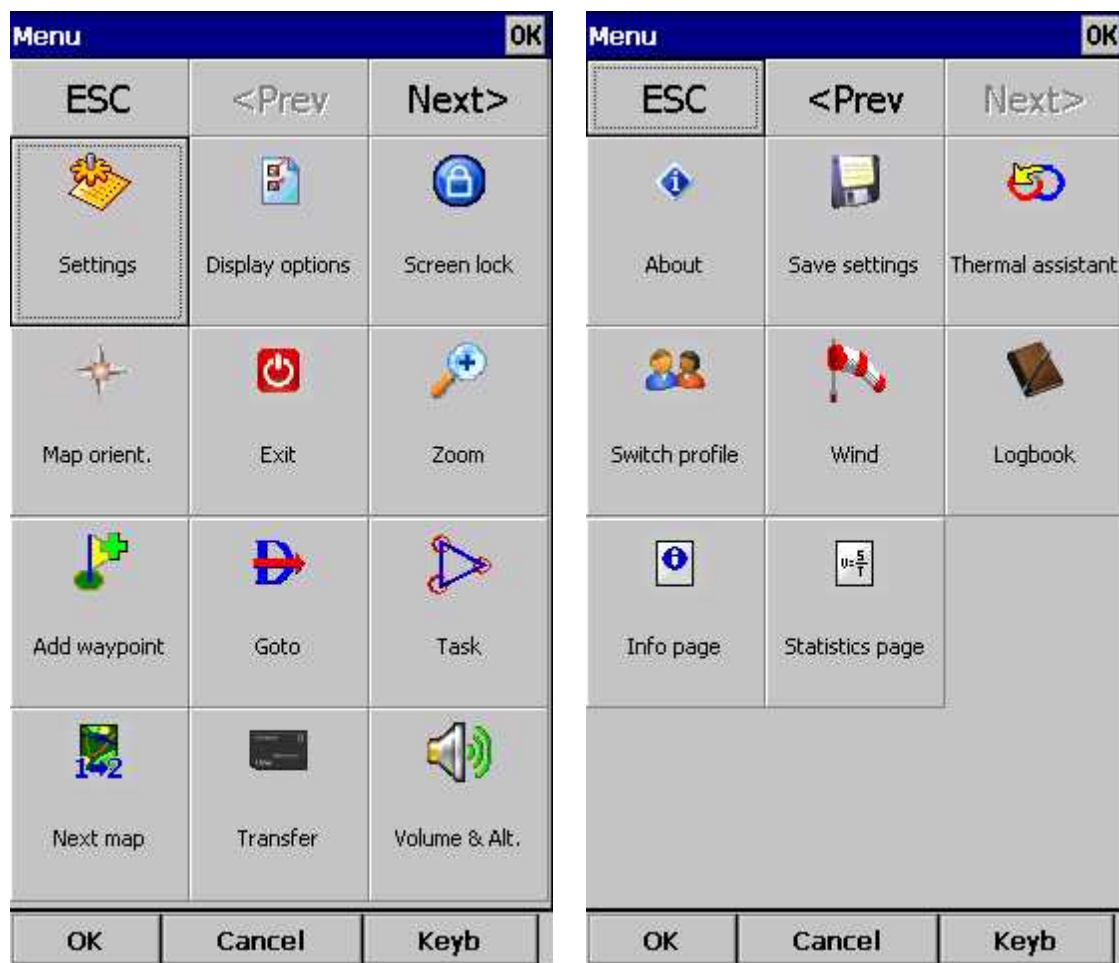 Menu OK
ESC <Prev Next>
Settings Display options Screen lock
Map orient. Exit Zoom
Add waypoint Goto Task
1→2
Next map Transfer Volume & Alt.
OK Cancel Keyb
Menu OK
ESC <Prev Next>
About Save settings Thermal assistant
Switch profile Wind Logbook
U=S/T
Info page Statistics page
OK Cancel Keyb